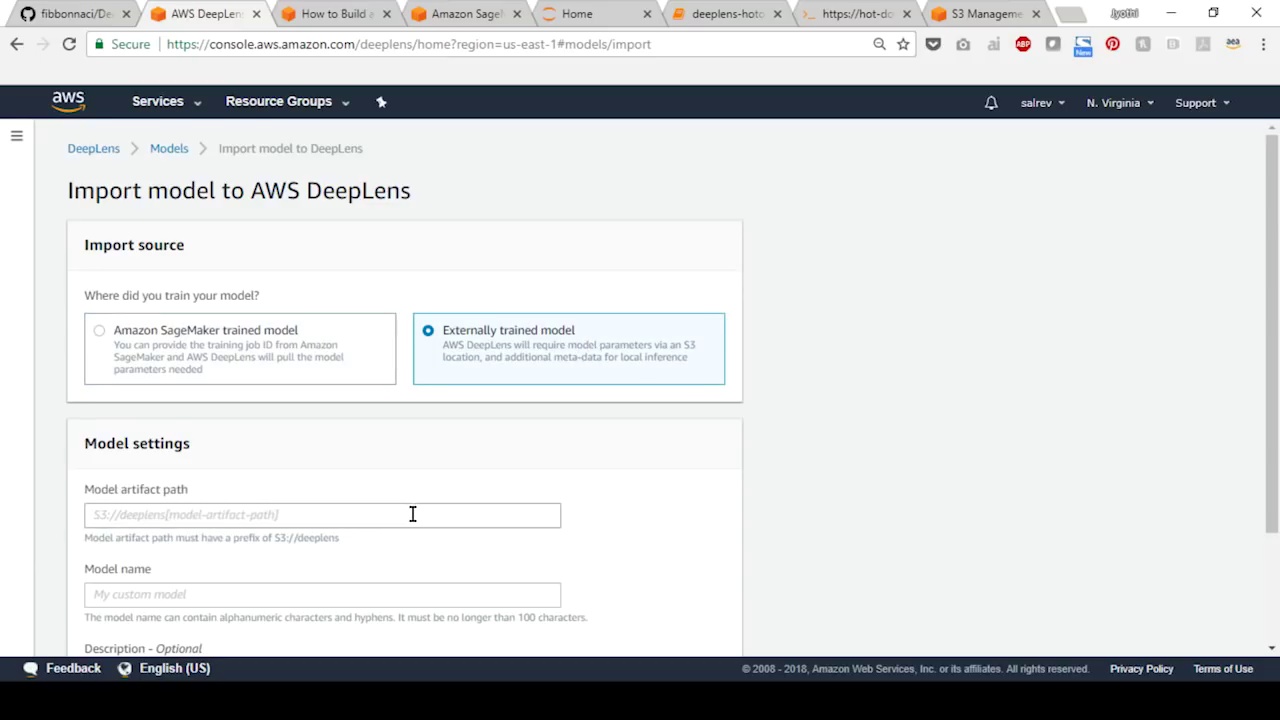 fibbonnaci/De
AWS DeepLens
How to Build a
Amazon SageM
Home
deeplens-hotd
https://hot-do
S3 Manageme
Jyothi
Secure
https://console.aws.amazon.com/deeplens/home?region=us-east-1#models/import
ai
ABP
New
aws
Services
Resource Groups
salrev
N. Virginia
Support
DeepLens
Models
Import model to DeepLens
Import model to AWS DeepLens
Import source
Where did you train your model?
Amazon SageMaker trained model
You can provide the training job ID from Amazon
SageMaker and AWS DeepLens will pull the model
parameters needed
Externally trained model
AWS DeepLens will require model parameters via an S3
location, and additional meta-data for local inference
Model settings
Model artifact path
S3://deeplens[model-artifact-path]
Model artifact path must have a prefix of S3://deeplens
Model name
My custom model
The model name can contain alphanumeric characters and hyphens. It must be no longer than 100 characters.
Description - Optional
Feedback
English (US)
© 2008 - 2018, Amazon Web Services, Inc. or its affiliates. All rights reserved.
Privacy Policy
Terms of Use